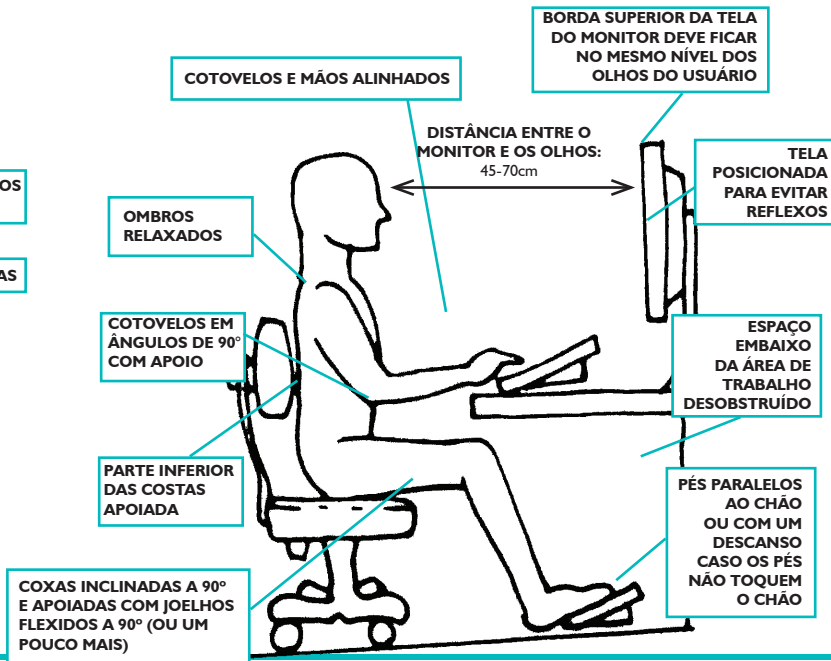 BORDA SUPERIOR DA TELA
DO MONITOR DEVE FICAR
NO MESMO NÍVEL DOS
OLHOS DO USUÁRIO
COTOVELOS E MÃOS ALINHADOS
DISTÂNCIA ENTRE O
MONITOR E OS OLHOS:
45-70cm
TELA
POSICIONADA
PARA EVITAR
REFLEXOS
OS
OMBROS
RELAXADOS
AS
COTOVELOS EM
ÂNGULOS DE 90°
COM APOIO
ESPAÇO
EMBAIXO
DA ÁREA DE
TRABALHO
DESOBSTRUÍDO
PARTE INFERIOR
DAS COSTAS
APOIADA
PÉS PARALELOS
AO CHÃO
OU COM UM
DESCANSO
CASO OS PÉS
NÃO TOQUEM
O CHÃO
COXAS INCLINADAS A 90º
E APOIADAS COM JOELHOS
FLEXIDOS A 90º (OU UM
POUCO MAIS)